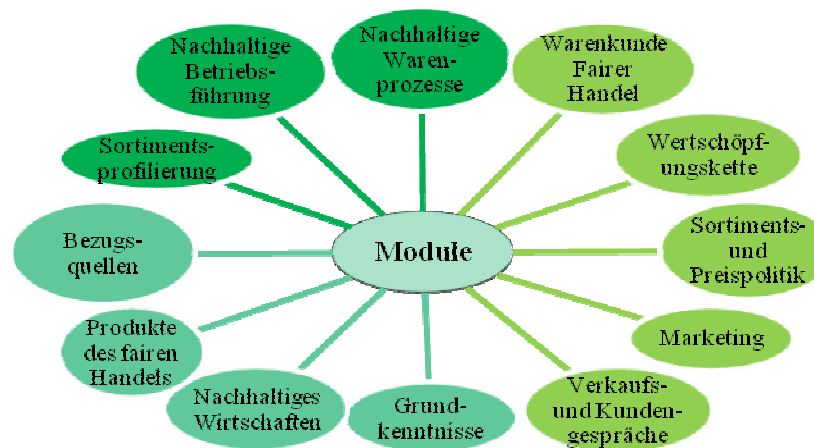 Nachhaltige
Betriebs-
führung
Nachhaltige
Waren-
prozesse
Warenkunde
Fairer
Handel
Sortiments-
profilierung
Wertschöpf-
ungskette
Bezugs-
quellen
Module
Sortiments-
und
Preispolitik
Produkte
des fairen
Handels
Marketing
Nachhaltiges
Wirtschaften
Grund-
kenntnisse
Verkaufs-
und Kunden-
gespräche